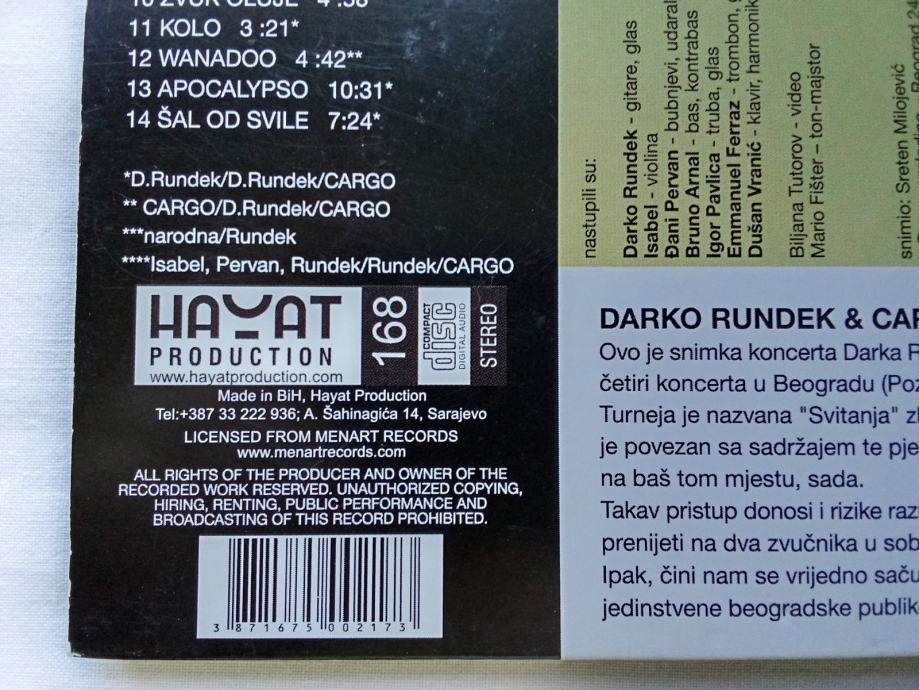 10 ZVUK OLUJE 4:58
11 KOLO 3 :21*
12 WANADOO 4 :42**
13 APOCALYPSO 10:31*
14 ŠAL OD SVILE 7:24*
*D.Rundek/D.Rundek/CARGO
** CARGO/D.Rundek/CARGO
***narodna/Rundek
****Isabel, Pervan, Rundek/Rundek/CARGO
HAYAT
PRODUCTION
www.hayatproduction.com
168
COMPACT
disc
DIGITAL AUDIO
STEREO
Made in BiH, Hayat Production
Tel:+387 33 222 936; A. Šahinagića 14, Sarajevo
LICENSED FROM MENART RECORDS
www.menartrecords.com
ALL RIGHTS OF THE PRODUCER AND OWNER OF THE
RECORDED WORK RESERVED. UNAUTHORIZED COPYING,
HIRING, RENTING, PUBLIC PERFORMANCE AND
BROADCASTING OF THIS RECORD PROHIBITED.
3 871675 002173
nastupili su:
Darko Rundek - gitare, glas
Isabel - violina
Đani Pervan - bubnjevi, udaral
Bruno Arnal - bas, kontrabas
Igor Pavlica - truba, glas
Emmanuel Ferraz - trombon,
Dušan Vranić - klavir, harmonik
Biljana Tutorov - video
Mario Fišter – ton-majstor
snimio: Sreten Milojević
DARKO RUNDEK & CAR
Ovo je snimka koncerta Darka R
četiri koncerta u Beogradu (Poz
Turneja je nazvana "Svitanja" zb
je povezan sa sadržajem te pje
na baš tom mjestu, sada.
Takav pristup donosi i rizike raz
prenijeti na dva zvučnika u sob
Ipak, čini nam se vrijedno saču
jedinstvene beogradske publik